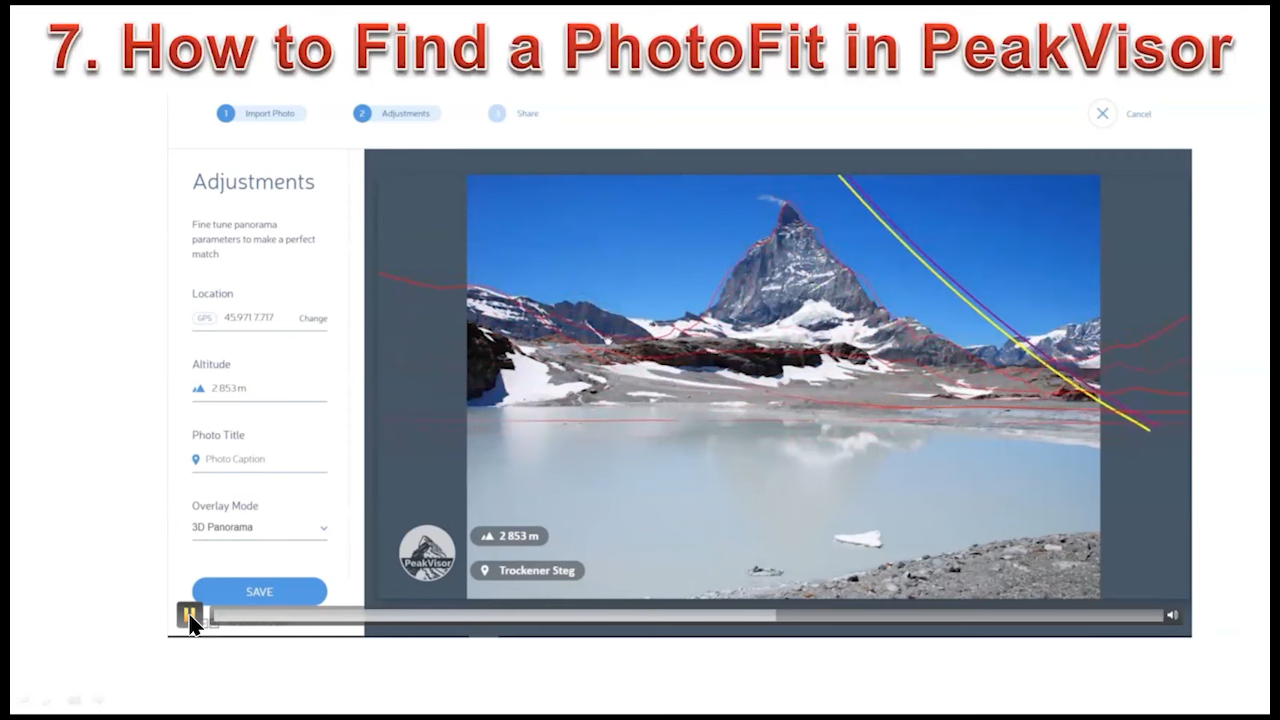 7. How to Find a PhotoFit in PeakVisor
1 Import Photo 2 Adjustments 3 Share Cancel
Adjustments
Fine tune panorama
parameters to make a perfect
match
Location
GPS 45.971 7.717 Change
Altitude
2 853 m
Photo Title
Photo Caption
Overlay Mode
3D Panorama
SAVE
2 853 m
PeakVisor
Trockener Steg